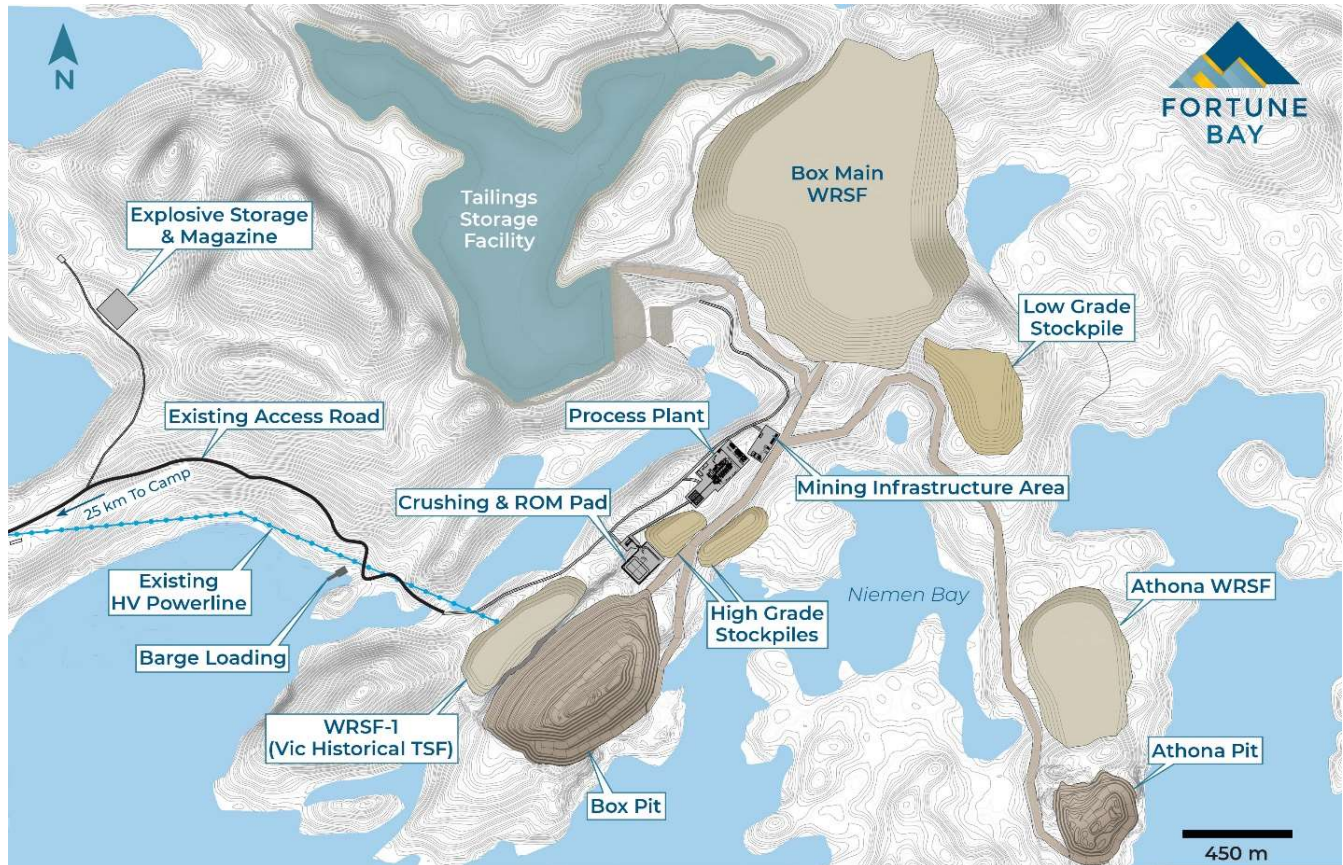 N
FORTUNE
BAY
Box Main
WRSF
Tailings
Storage
Facility
Explosive Storage
& Magazine
Low Grade
Stockpile
Existing Access Road
Process Plant
25 km To Camp
Crushing & ROM Pad
Mining Infrastructure Area
Existing
HV Powerline
Niemen Bay
Athona WRSF
High Grade
Stockpiles
Barge Loading
WRSF-1
(Vic Historical TSF)
Athona Pit
Box Pit
450 m